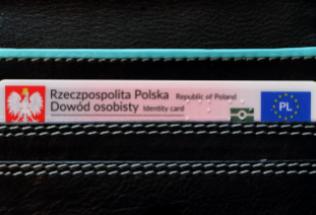 Rzeczpospolita Polska Republic of Poland
Dowód osobisty Identity card
PL